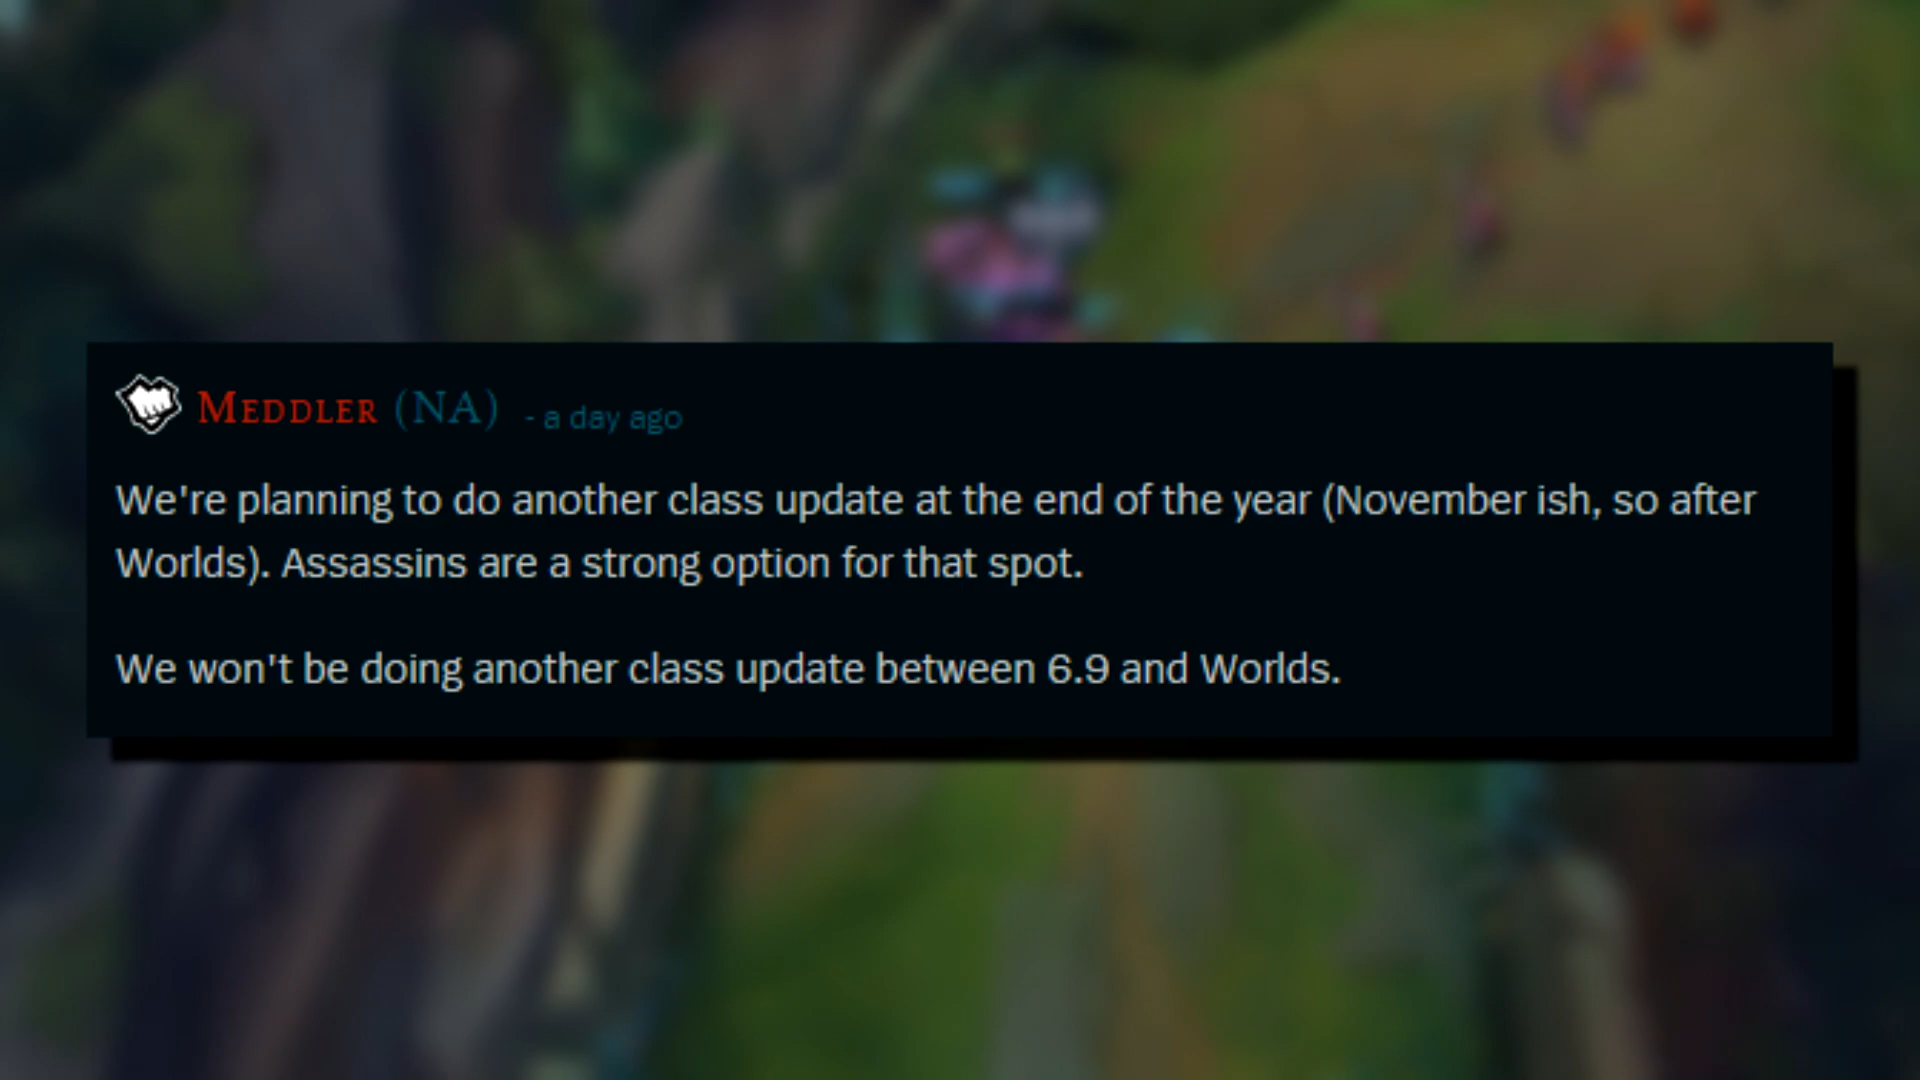 Meddler (NA) - a day ago
We're planning to do another class update at the end of the year (November ish, so after
Worlds). Assassins are a strong option for that spot.
We won't be doing another class update between 6.9 and Worlds.